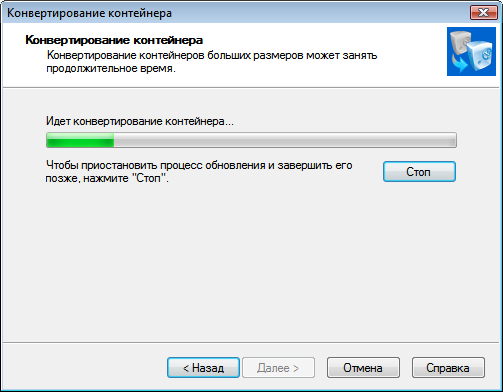 Конвертирование контейнера
Конвертирование контейнера
Конвертирование контейнеров больших размеров может занять
продолжительное время.
Идет конвертирование контейнера...
Чтобы приостановить процесс обновления и завершить его
позже, нажмите "Стоп".
Стоп
< Назад
Далее >
Отмена
Справка